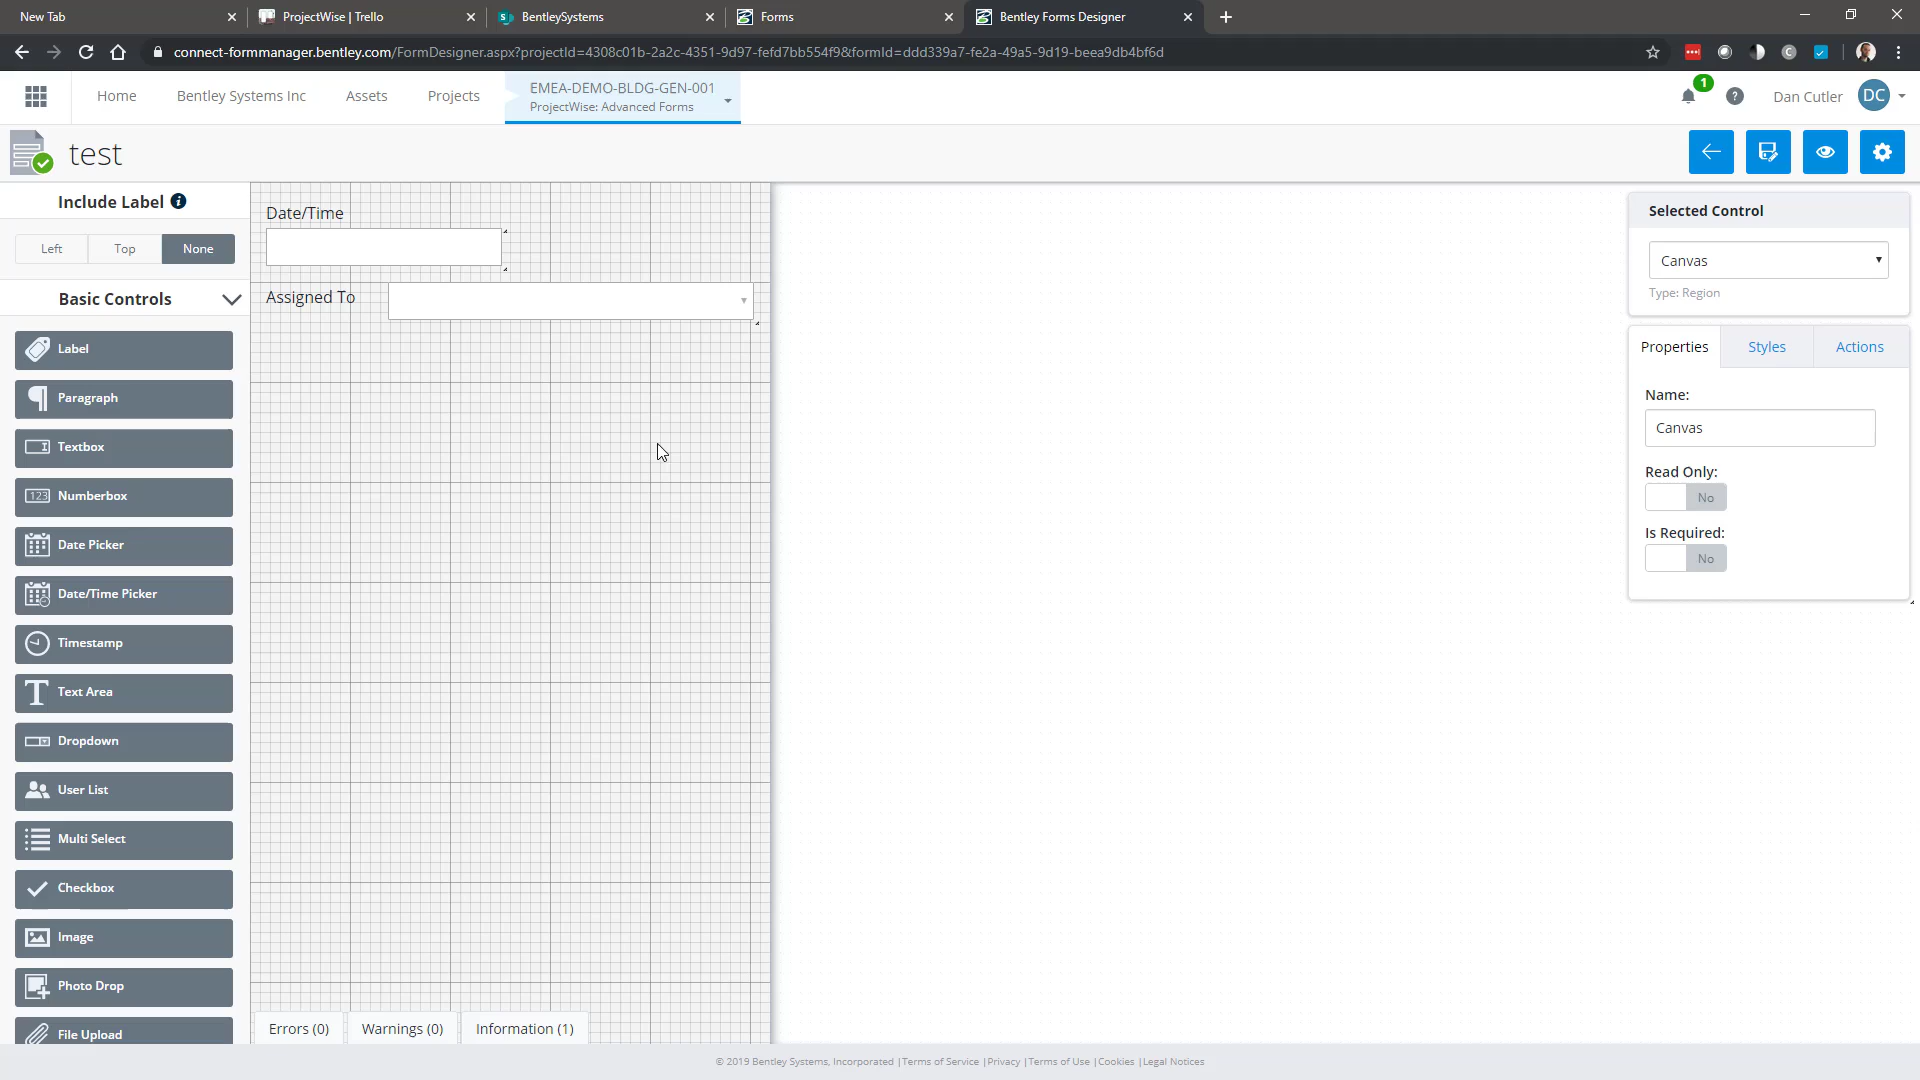 New Tab
ProjectWise | Trello
BentleySystems
Forms
Bentley Forms Designer
connect-formmanager.bentley.com/FormDesigner.aspx?projectId=4308c01b-2a2c-4351-9d97-fefd7bb554f9&formId=ddd339a7-fe2a-49a5-9d19-beea9db4bf6d
Home
Bentley Systems Inc
Assets
Projects
EMEA-DEMO-BLDG-GEN-001
ProjectWise: Advanced Forms
1
Dan Cutler
DC
test
Include Label
Left
Top
None
Basic Controls
Label
Paragraph
Textbox
123
Numberbox
Date Picker
Date/Time Picker
Timestamp
Text Area
Dropdown
User List
Multi Select
Checkbox
Image
Photo Drop
File Upload
Date/Time
Assigned To
Errors (0)
Warnings (0)
Information (1)
Selected Control
Canvas
Type: Region
Properties
Styles
Actions
Name:
Canvas
Read Only:
No
Is Required:
No
© 2019 Bentley Systems, Incorporated |Terms of Service |Privacy |Terms of Use |Cookies |Legal Notices